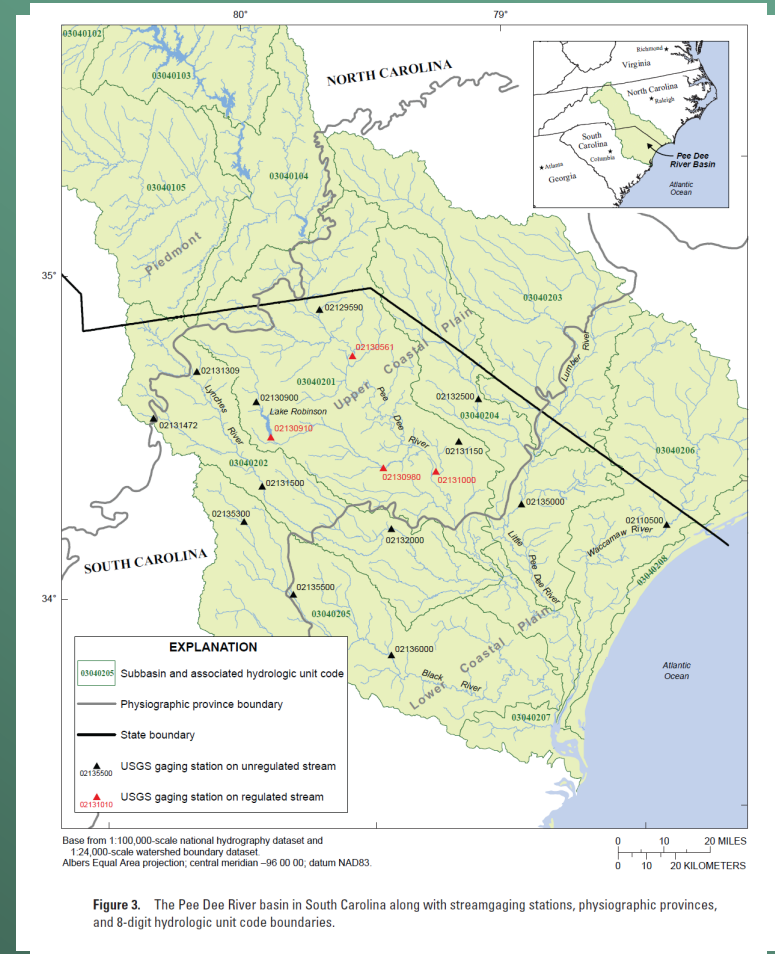 80°
79°
03040102
03040103
NORTH CAROLINA
Richmond
Virginia
North Carolina
Raleigh
South
Carolina
Columbia
Atlanta
Georgia
Pee Dee
River Basin
Atlantic
Ocean
03040104
03040105
Piedmont
35°
03040203
02129590
Lumber River
02130561
Upper Coastal Plain
02131309
03040201
02130900
Lake Robinson
Lynches River
Pee Dee River
02132500
03040204
02130910
02131472
02131150
03040206
03040202
02130980
02131000
02131500
02135000
02135300
02110500
Waccamaw River
02132000
Little Pee Dee River
SOUTH CAROLINA
03040208
02135500
34°
03040205
Lower Coastal Plain
02136000
Black River
Atlantic
Ocean
03040207
EXPLANATION
03040205 Subbasin and associated hydrologic unit code
Physiographic province boundary
State boundary
02135500 USGS gaging station on unregulated stream
02131010 USGS gaging station on regulated stream
Base from 1:100,000-scale national hydrography dataset and
1:24,000-scale watershed boundary dataset.
Albers Equal Area projection; central meridian –96 00 00; datum NAD83.
0 10 20 MILES
0 10 20 KILOMETERS
Figure 3. The Pee Dee River basin in South Carolina along with streamgaging stations, physiographic provinces,
and 8-digit hydrologic unit code boundaries.